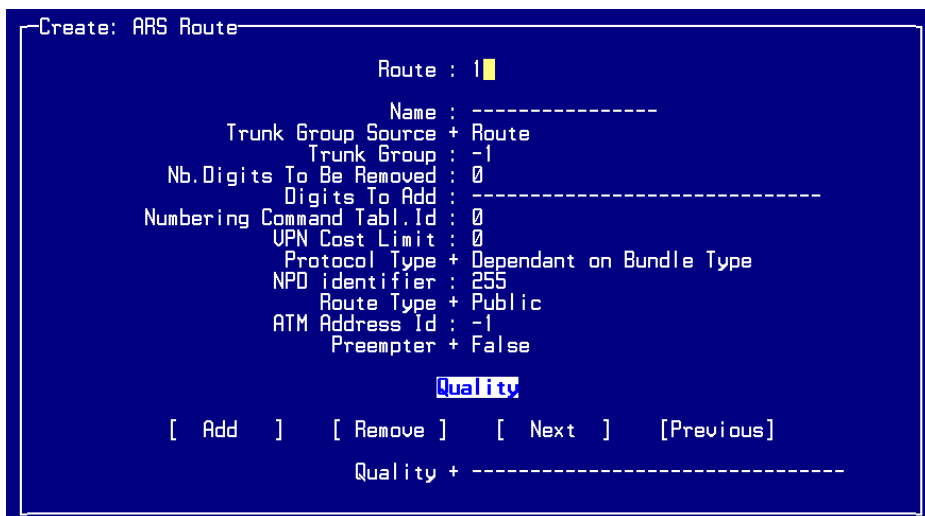 Create: ARS Route
Route : 1
Name : ----------------
Trunk Group Source + Route
Trunk Group : -1
Nb.Digits To Be Removed : 0
Digits To Add : ------------------------------
Numbering Command Tabl.Id : 0
VPN Cost Limit : 0
Protocol Type + Dependant on Bundle Type
NPD identifier : 255
Route Type + Public
ATM Address Id : -1
Preempter + False
Quality
[ Add ] [ Remove ] [ Next ] [Previous]
Quality + --------------------------------